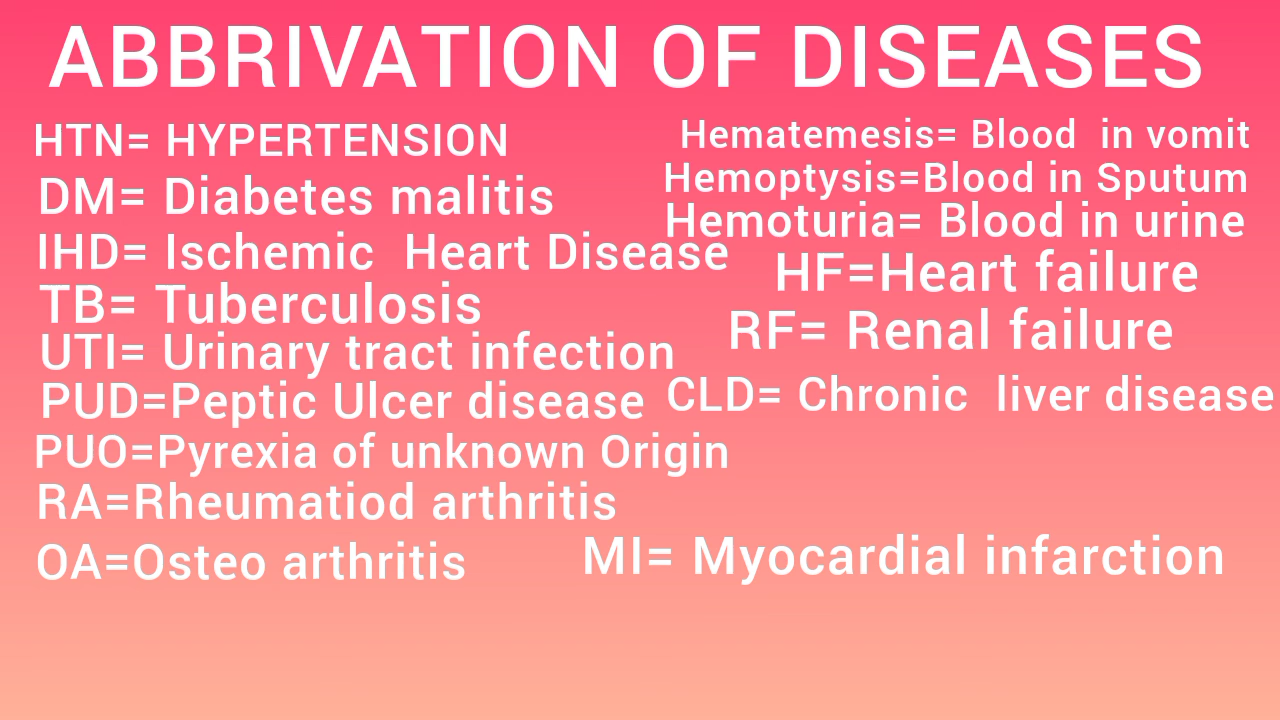 ABBRIVATION OF DISEASES
HTN= HYPERTENSION
DM= Diabetes malitis
IHD= Ischemic Heart Disease
TB= Tuberculosis
UTI= Urinary tract infection
PUD=Peptic Ulcer disease
PUO=Pyrexia of unknown Origin
RA=Rheumatiod arthritis
OA=Osteo arthritis
Hematemesis= Blood in vomit
Hemoptysis=Blood in Sputum
Hemoturia= Blood in urine
HF=Heart failure
RF= Renal failure
CLD= Chronic liver disease
MI= Myocardial infarction